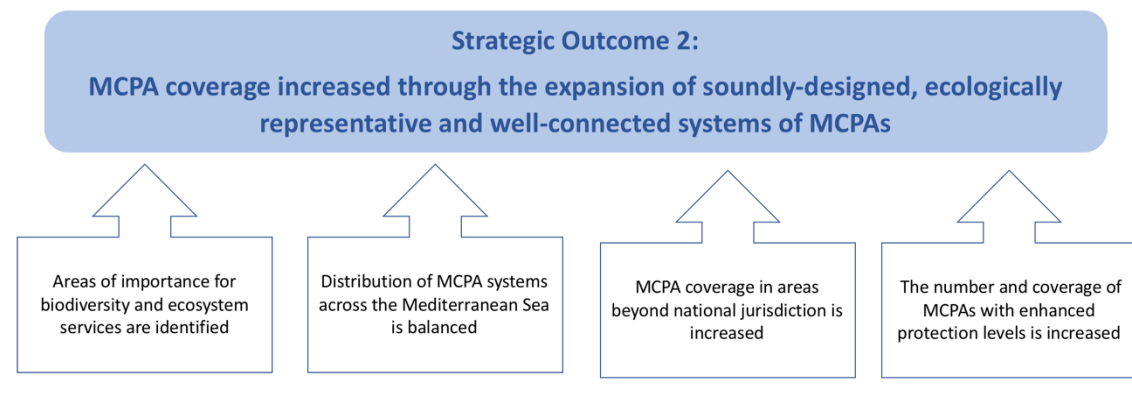 Strategic Outcome 2:
MCPA coverage increased through the expansion of soundly-designed, ecologically
representative and well-connected systems of MCPAs
Areas of importance for
biodiversity and ecosystem
services are identified
Distribution of MCPA systems
across the Mediterranean Sea
is balanced
MCPA coverage in areas
beyond national jurisdiction is
increased
The number and coverage of
MCPAs with enhanced
protection levels is increased